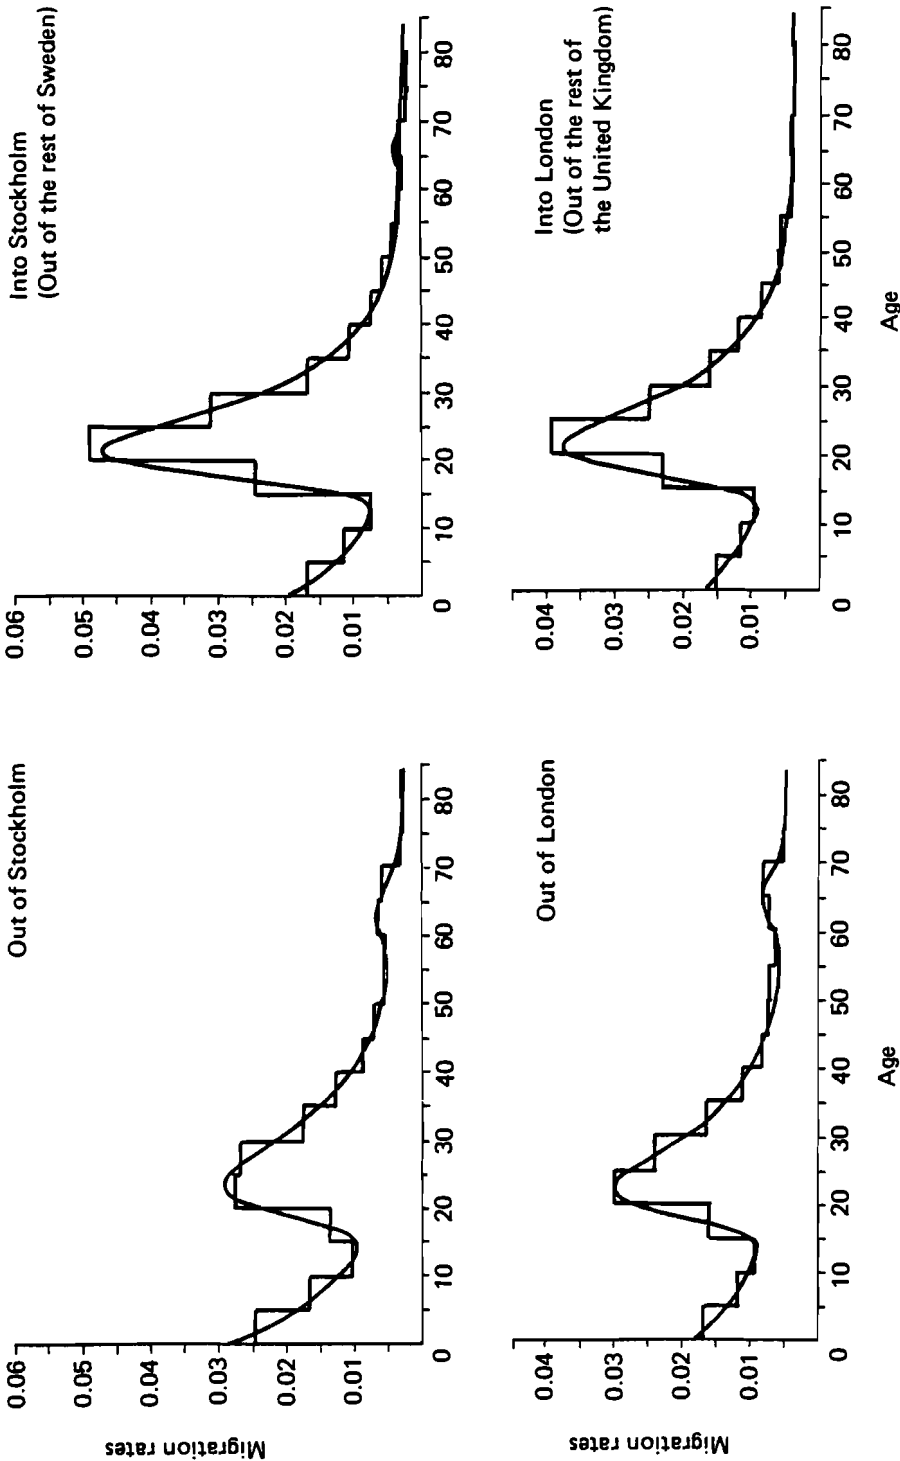 Out of Stockholm
Into Stockholm
(Out of the rest of Sweden)
Migration rates
0.06
0.05
0.04
0.03
0.02
0.01
0 10 20 30 40 50 60 70 80
0.06
0.05
0.04
0.03
0.02
0.01
0 10 20 30 40 50 60 70 80
Out of London
Into London
(Out of the rest of
the United Kingdom)
Migration rates
0.04
0.03
0.02
0.01
0 10 20 30 40 50 60 70 80
Age
0.04
0.03
0.02
0.01
0 10 20 30 40 50 60 70 80
Age